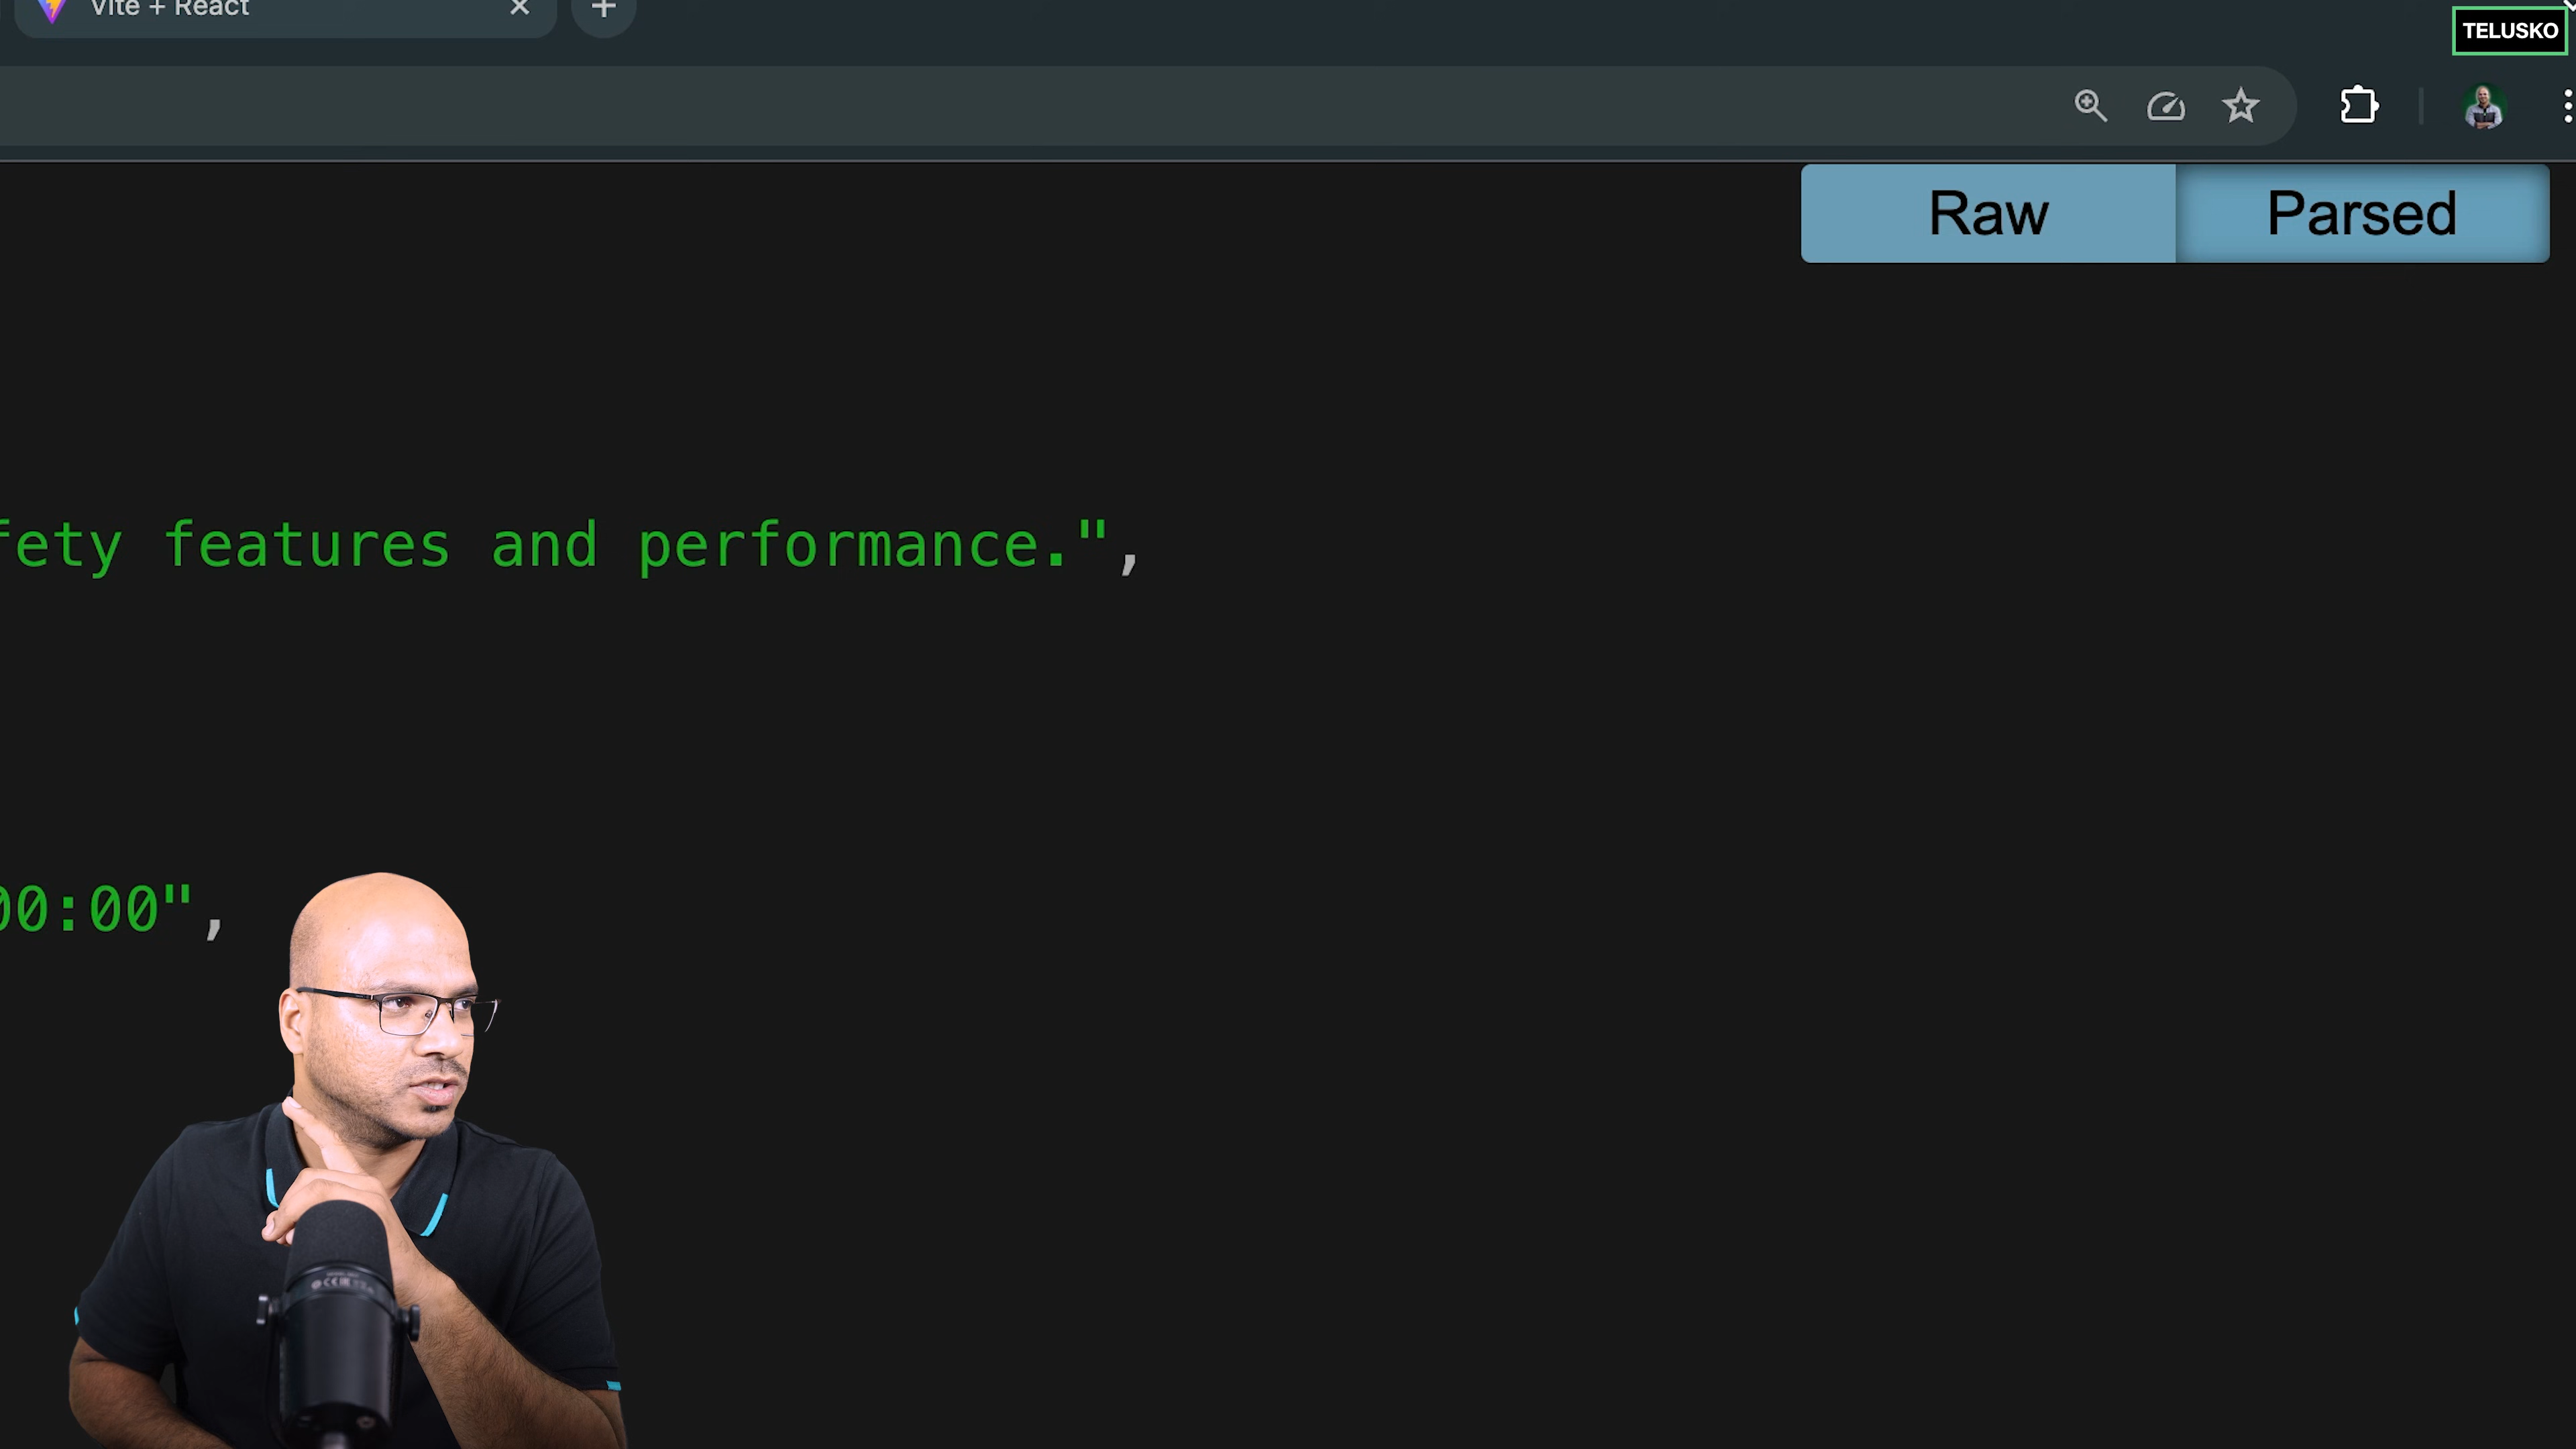 Vite + React
TELUSKO
Raw
Parsed
fety features and performance.",
00:00",